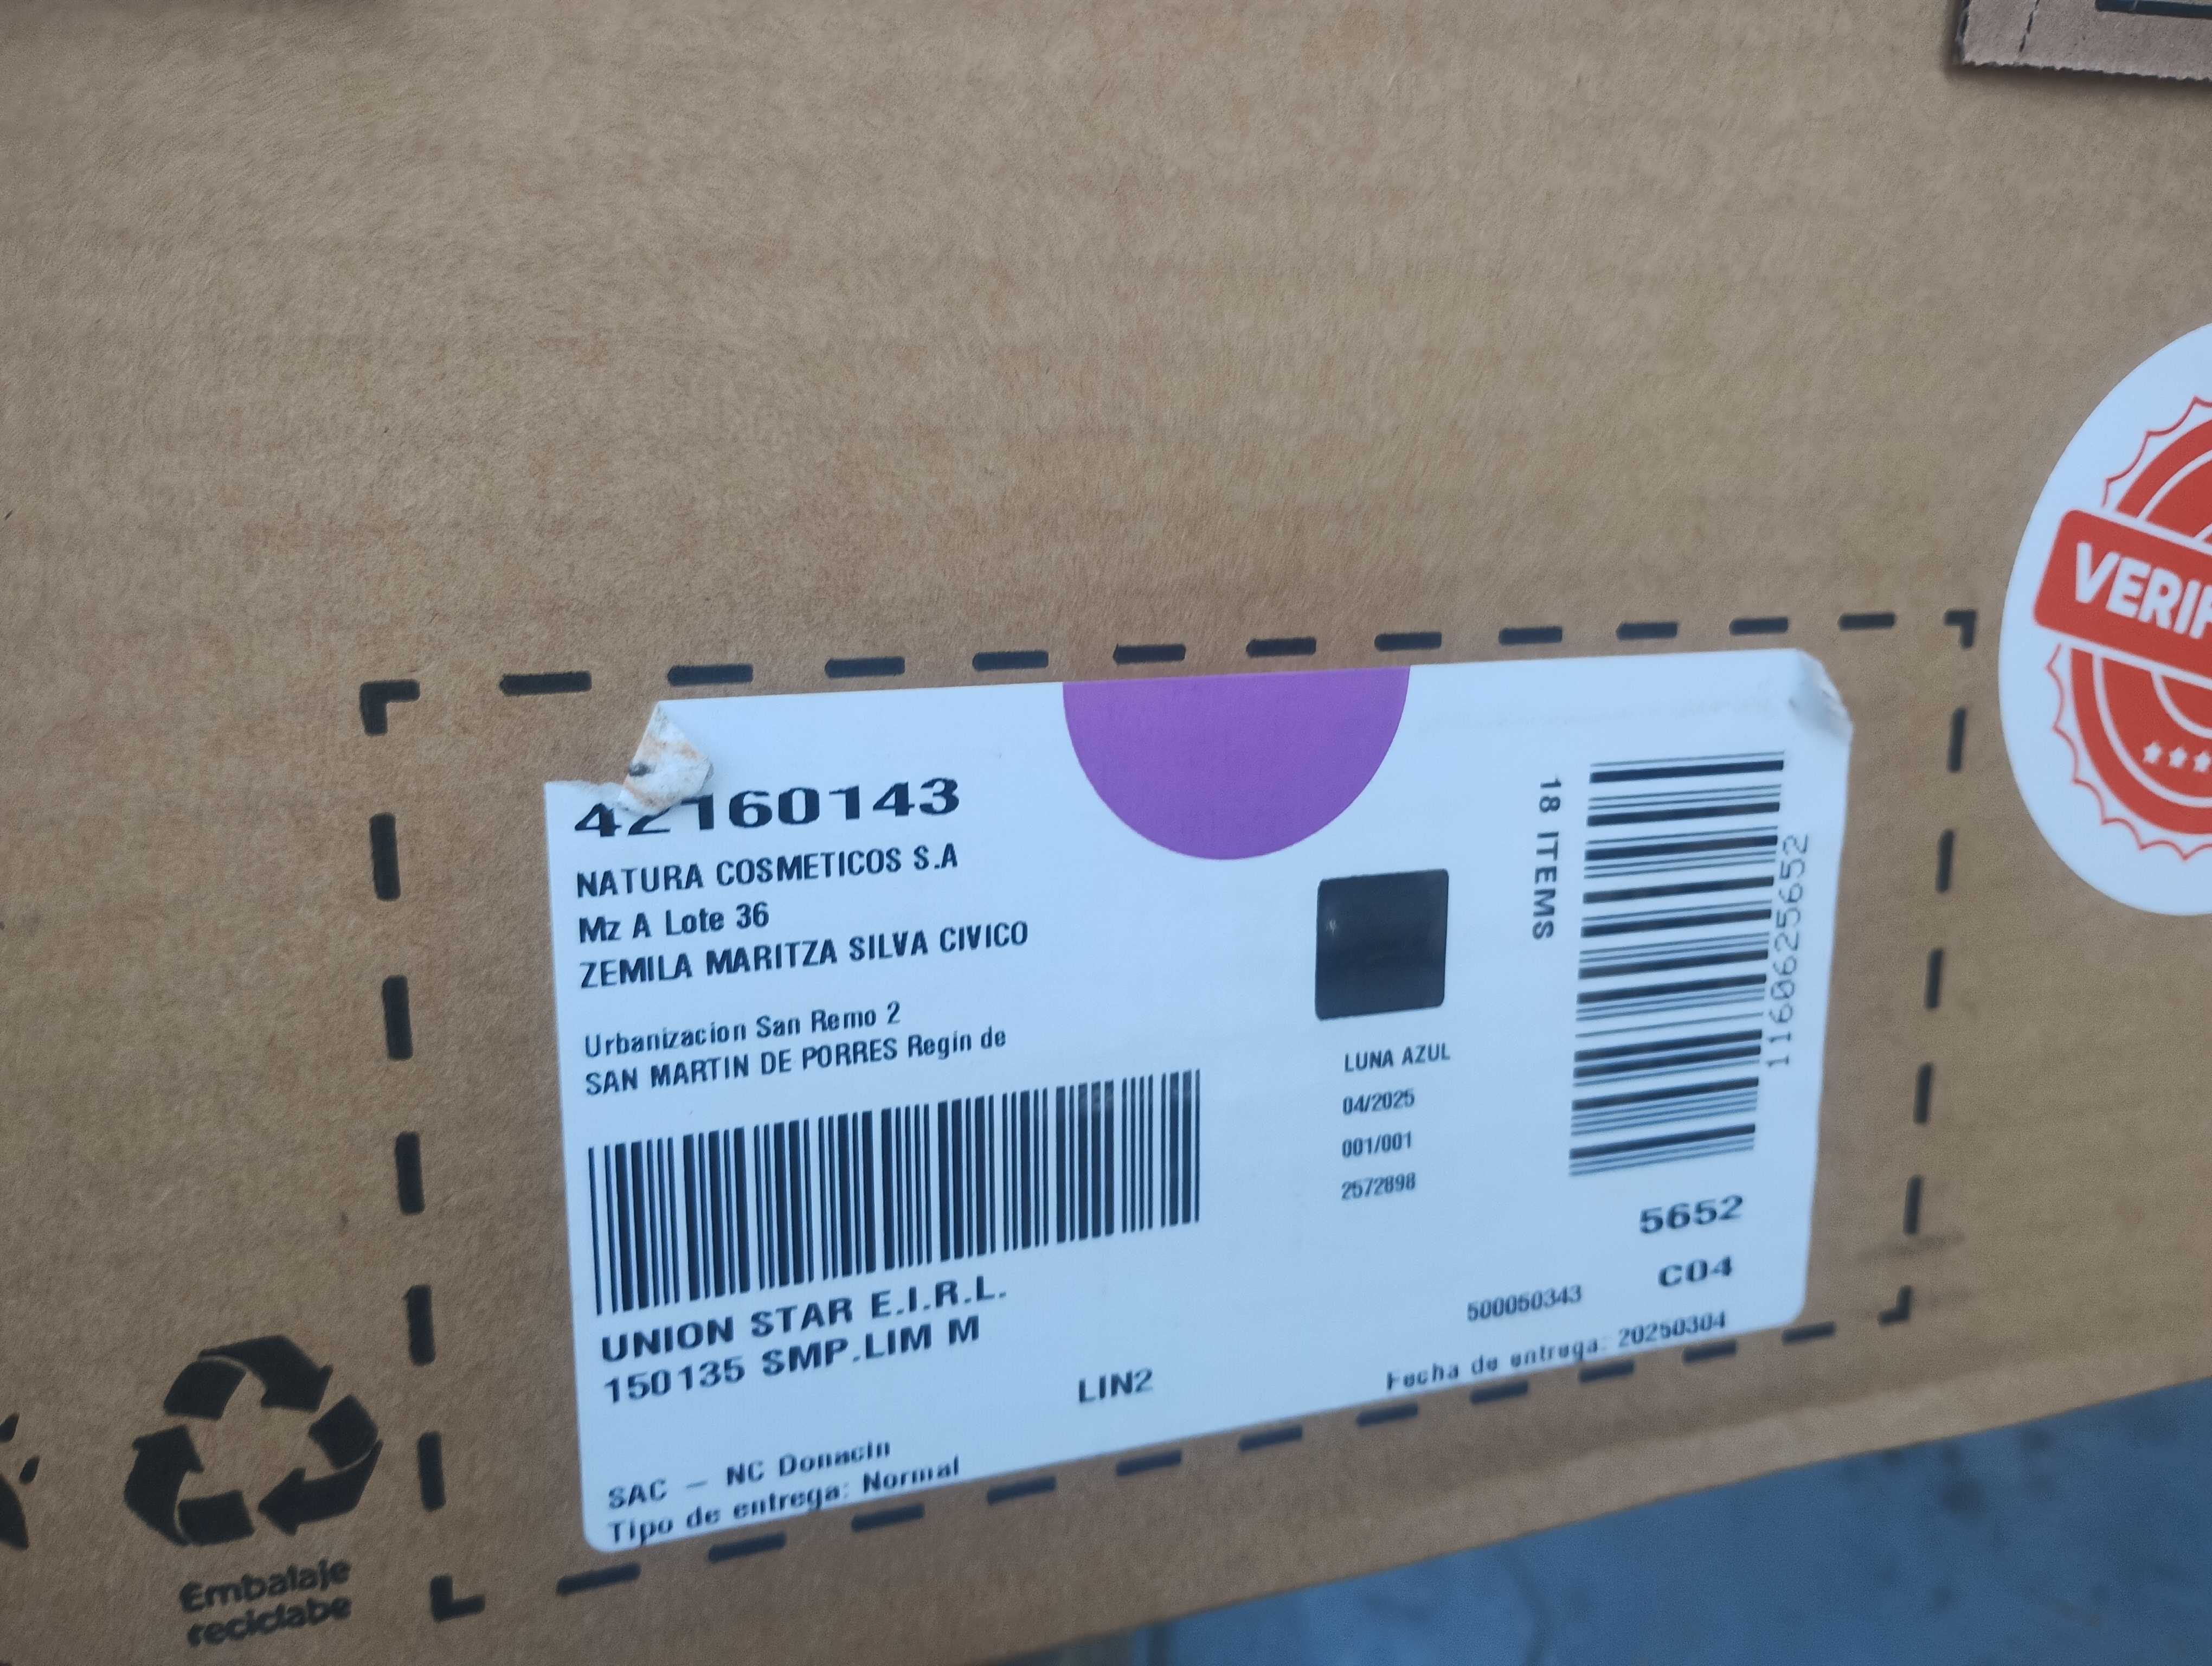 42160143
NATURA COSMETICOS S.A
Mz A Lote 36
ZEMILA MARITZA SILVA CIVICO
Urbanizacion San Remo 2
SAN MARTIN DE PORRES Regin de
UNION STAR E.I.R.L.
150135 SMP.LIM M
LIN2
SAC - NC Donacin
Tipo de entrega: Normal
LUNA AZUL
04/2025
001/001
2572898
18 ITEMS
1160625652
5652
C04
500050343
Fecha de entrega: 20250304
Embalaje
reciclabe